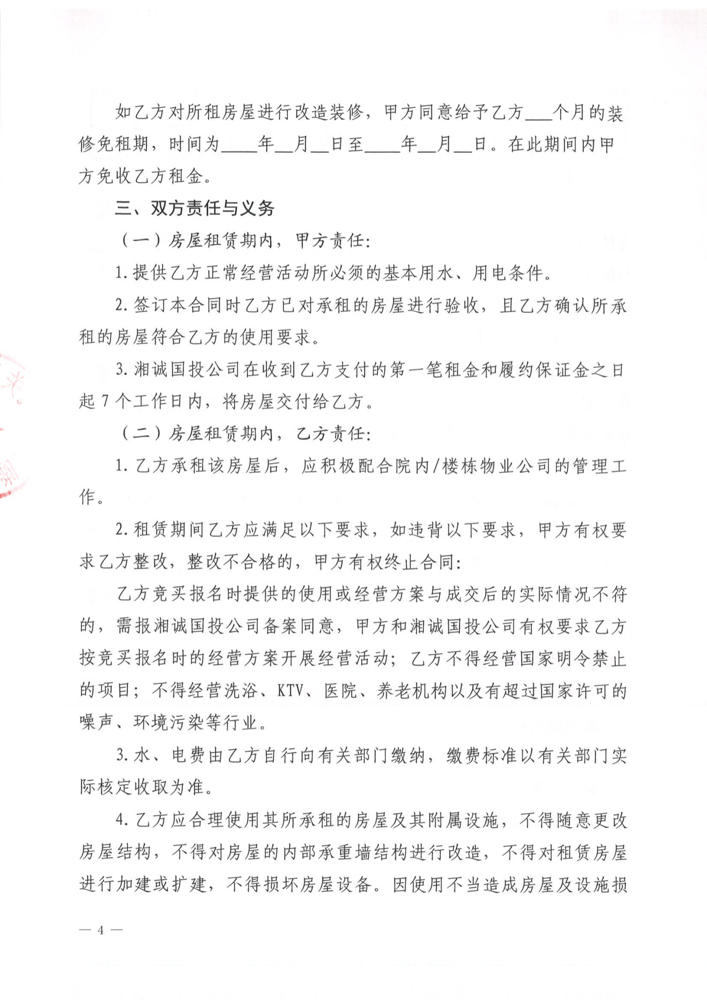 如乙方对所租房屋进行改造装修，甲方同意给予乙方___个月的装
修免租期，时间为____年__月__日至____年__月__日。在此期间内甲
方免收乙方租金。
三、双方责任与义务
（一）房屋租赁期内，甲方责任：
1.提供乙方正常经营活动所必须的基本用水、用电条件。
2.签订本合同时乙方已对承租的房屋进行验收，且乙方确认所承
租的房屋符合乙方的使用要求。
3.湘诚国投公司在收到乙方支付的第一笔租金和履约保证金之日
起7个工作日内，将房屋交付给乙方。
（二）房屋租赁期内，乙方责任：
1.乙方承租该房屋后，应积极配合院内/楼栋物业公司的管理工
作。
2.租赁期间乙方应满足以下要求，如违背以下要求，甲方有权要
求乙方整改，整改不合格的，甲方有权终止合同：
乙方竞买报名时提供的使用或经营方案与成交后的实际情况不符
的，需报湘诚国投公司备案同意，甲方和湘诚国投公司有权要求乙方
按竞买报名时的经营方案开展经营活动；乙方不得经营国家明令禁止
的项目；不得经营洗浴、KTV、医院、养老机构以及有超过国家许可的
噪声、环境污染等行业。
3.水、电费由乙方自行向有关部门缴纳，缴费标准以有关部门实
际核定收取为准。
4.乙方应合理使用其所承租的房屋及其附属设施，不得随意更改
房屋结构，不得对房屋的内部承重墙结构进行改造，不得对租赁房屋
进行加建或扩建，不得损坏房屋设备。因使用不当造成房屋及设施损
— 4 —